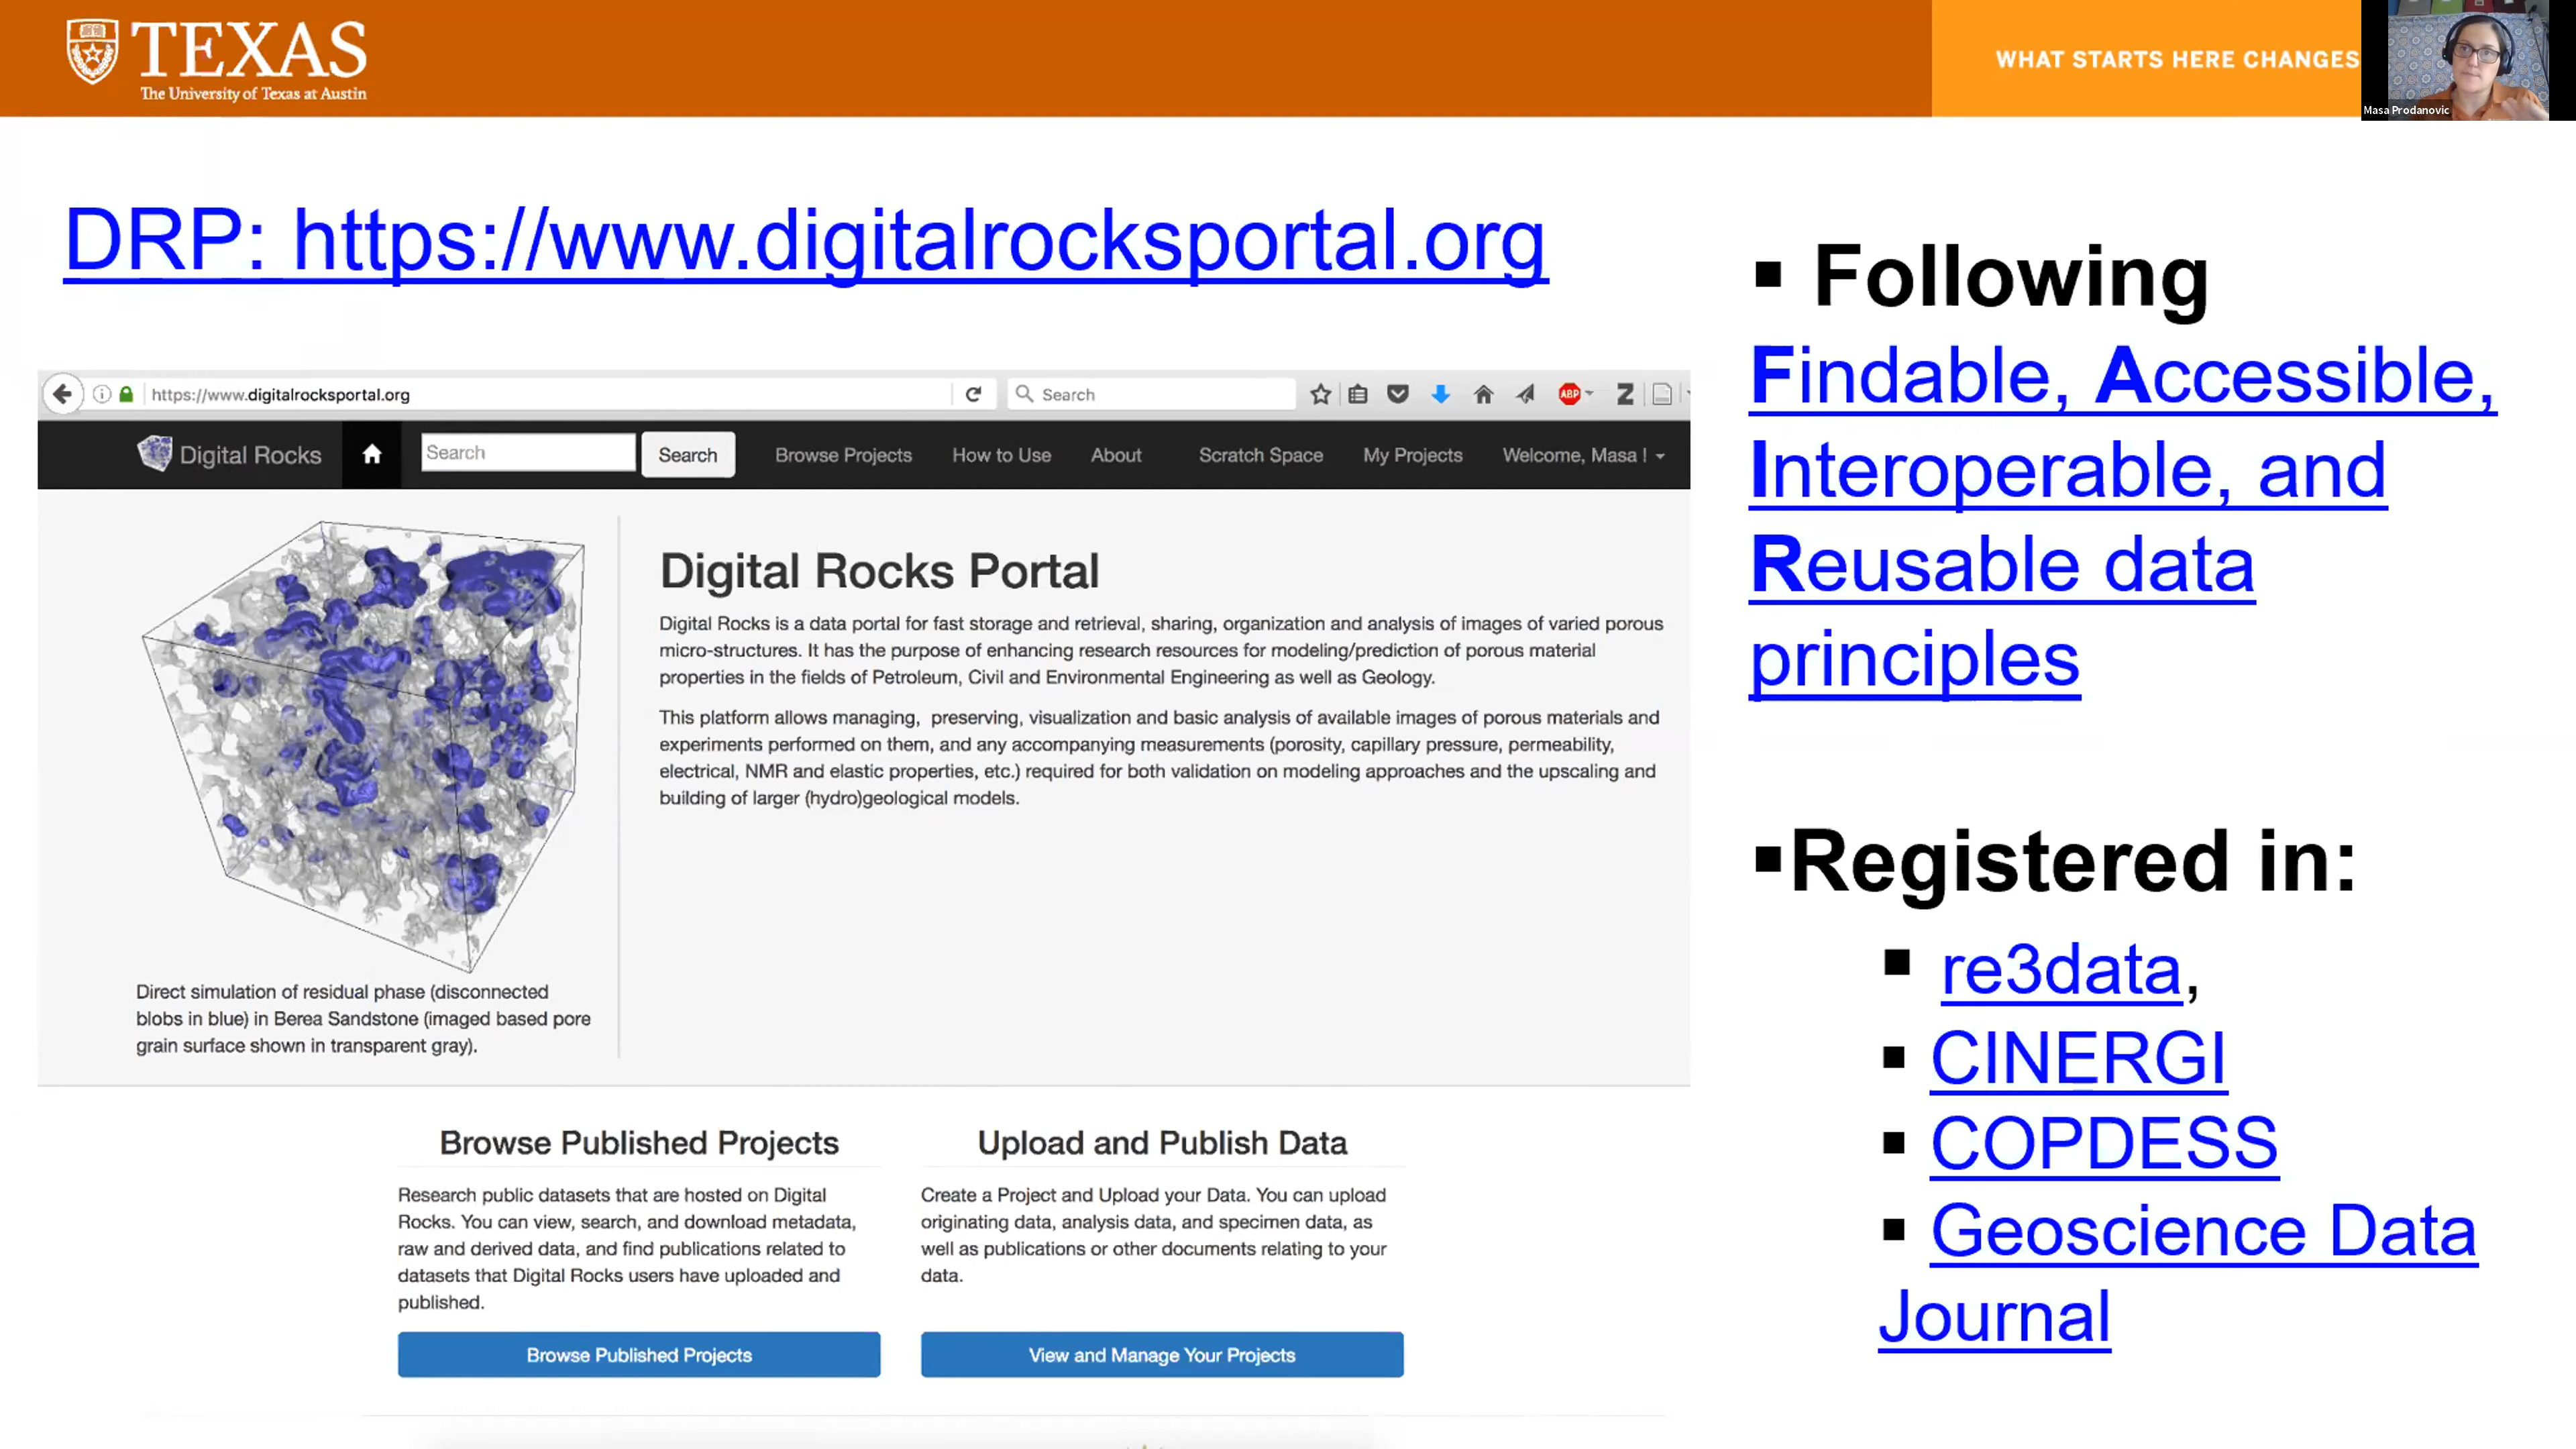 TEXAS
The University of Texas at Austin
WHAT STARTS HERE CHANGES
Masa Prodanovic
DRP: https://www.digitalrocksportal.org
https://www.digitalrocksportal.org
Search
ABP
Z
Digital Rocks
Search
Search
Browse Projects
How to Use
About
Scratch Space
My Projects
Welcome, Masa !
Digital Rocks Portal
Digital Rocks is a data portal for fast storage and retrieval, sharing, organization and analysis of images of varied porous
micro-structures. It has the purpose of enhancing research resources for modeling/prediction of porous material
properties in the fields of Petroleum, Civil and Environmental Engineering as well as Geology.
This platform allows managing, preserving, visualization and basic analysis of available images of porous materials and
experiments performed on them, and any accompanying measurements (porosity, capillary pressure, permeability,
electrical, NMR and elastic properties, etc.) required for both validation on modeling approaches and the upscaling and
building of larger (hydro)geological models.
Direct simulation of residual phase (disconnected
blobs in blue) in Berea Sandstone (imaged based pore
grain surface shown in transparent gray).
Browse Published Projects
Research public datasets that are hosted on Digital
Rocks. You can view, search, and download metadata,
raw and derived data, and find publications related to
datasets that Digital Rocks users have uploaded and
published.
Browse Published Projects
Upload and Publish Data
Create a Project and Upload your Data. You can upload
originating data, analysis data, and specimen data, as
well as publications or other documents relating to your
data.
View and Manage Your Projects
▪ Following
Findable, Accessible,
Interoperable, and
Reusable data
principles
▪Registered in:
▪ re3data,
▪ CINERGI
▪ COPDESS
▪ Geoscience Data
Journal